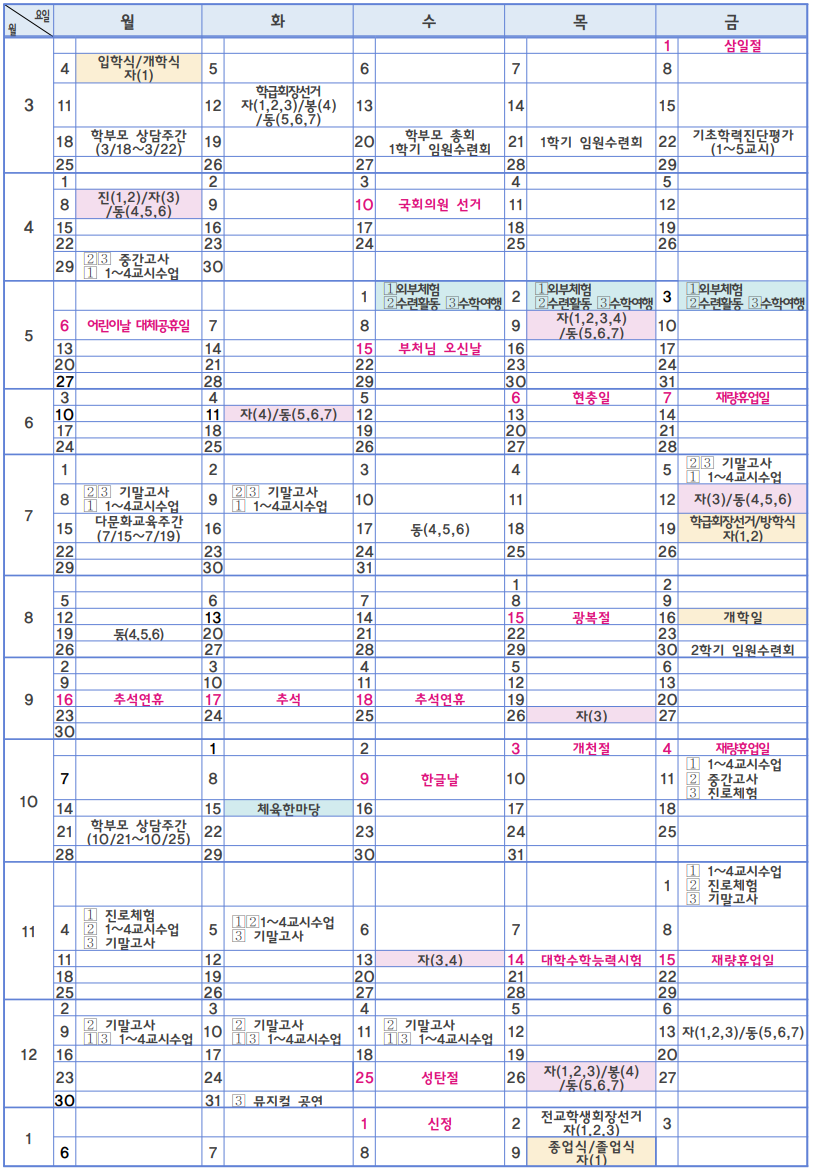 요일
월 월 화 수 목 금
3
1 삼일절
4 입학식/개학식
자(1) 5 6 7 8
11 12 학급회장선거
자(1,2,3)/봉(4)
/동(5,6,7) 13 14 15
18 학부모 상담주간
(3/18~3/22) 19 20 학부모 총회
1학기 임원수련회 21 1학기 임원수련회 22 기초학력진단평가
(1~5교시)
25 26 27 28 29
4
1 2 3 4 5
8 진(1,2)/자(3)
/동(4,5,6) 9 10 국회의원 선거 11 12
15 16 17 18 19
22 23 24 25 26
29 2 3 중간고사
1 1~4교시수업 30
5
1 1외부체험
2수련활동 3수학여행 2 1외부체험
2수련활동 3수학여행 3 1외부체험
2수련활동 3수학여행
6 어린이날 대체공휴일 7 8 9 자(1,2,3,4)
/동(5,6,7) 10
13 14 15 부처님 오신날 16 17
20 21 22 23 24
27 28 29 30 31
6
3 4 5 6 현충일 7 재량휴업일
10 11 자(4)/동(5,6,7) 12 13 14
17 18 19 20 21
24 25 26 27 28
7
1 2 3 4 5 2 3 기말고사
1 1~4교시수업
8 2 3 기말고사
1 1~4교시수업 9 2 3 기말고사
1 1~4교시수업 10 11 12 자(3)/동(4,5,6)
15 다문화교육주간
(7/15~7/19) 16 17 동(4,5,6) 18 19 학급회장선거/방학식
자(1,2)
22 23 24 25 26
29 30 31
8
1 2
5 6 7 8 9
12 13 14 15 광복절 16 개학일
19 동(4,5,6) 20 21 22 23
26 27 28 29 30 2학기 임원수련회
9
2 3 4 5 6
9 10 11 12 13
16 추석연휴 17 추석 18 추석연휴 19 20
23 24 25 26 자(3) 27
30
10
1 2 3 개천절 4 재량휴업일
7 8 9 한글날 10 11 1 1~4교시수업
2 중간고사
3 진로체험
14 15 체육한마당 16 17 18
21 학부모 상담주간
(10/21~10/25) 22 23 24 25
28 29 30 31
11
1 1 1~4교시수업
2 진로체험
3 기말고사
4 1 진로체험
2 1~4교시수업
3 기말고사 5 1 2 1~4교시수업
3 기말고사 6 7 8
11 12 13 자(3,4) 14 대학수학능력시험 15 재량휴업일
18 19 20 21 22
25 26 27 28 29
12
2 3 4 5 6
9 2 기말고사
1 3 1~4교시수업 10 2 기말고사
1 3 1~4교시수업 11 2 기말고사
1 3 1~4교시수업 12 13 자(1,2,3)/동(5,6,7)
16 17 18 19 20
23 24 25 성탄절 26 자(1,2,3)/봉(4)
/동(5,6,7) 27
30 31 3 뮤지컬 공연
1
1 신정 2 전교학생회장선거
자(1,2,3) 3
6 7 8 9 종업식/졸업식
자(1)